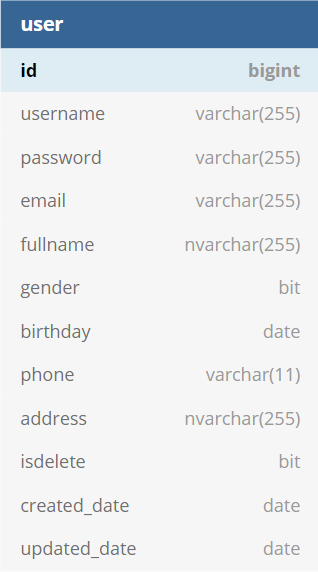 user
id bigint
username varchar(255)
password varchar(255)
email varchar(255)
fullname nvarchar(255)
gender bit
birthday date
phone varchar(11)
address nvarchar(255)
isdelete bit
created_date date
updated_date date